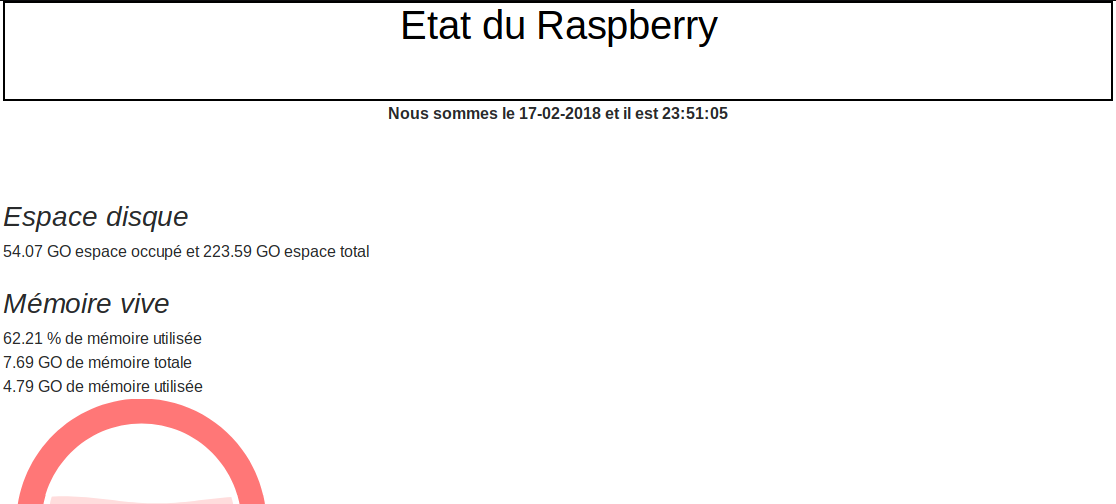 Etat du Raspberry
Nous sommes le 17-02-2018 et il est 23:51:05
Espace disque
54.07 GO espace occupé et 223.59 GO espace total
Mémoire vive
62.21 % de mémoire utilisée
7.69 GO de mémoire totale
4.79 GO de mémoire utilisée